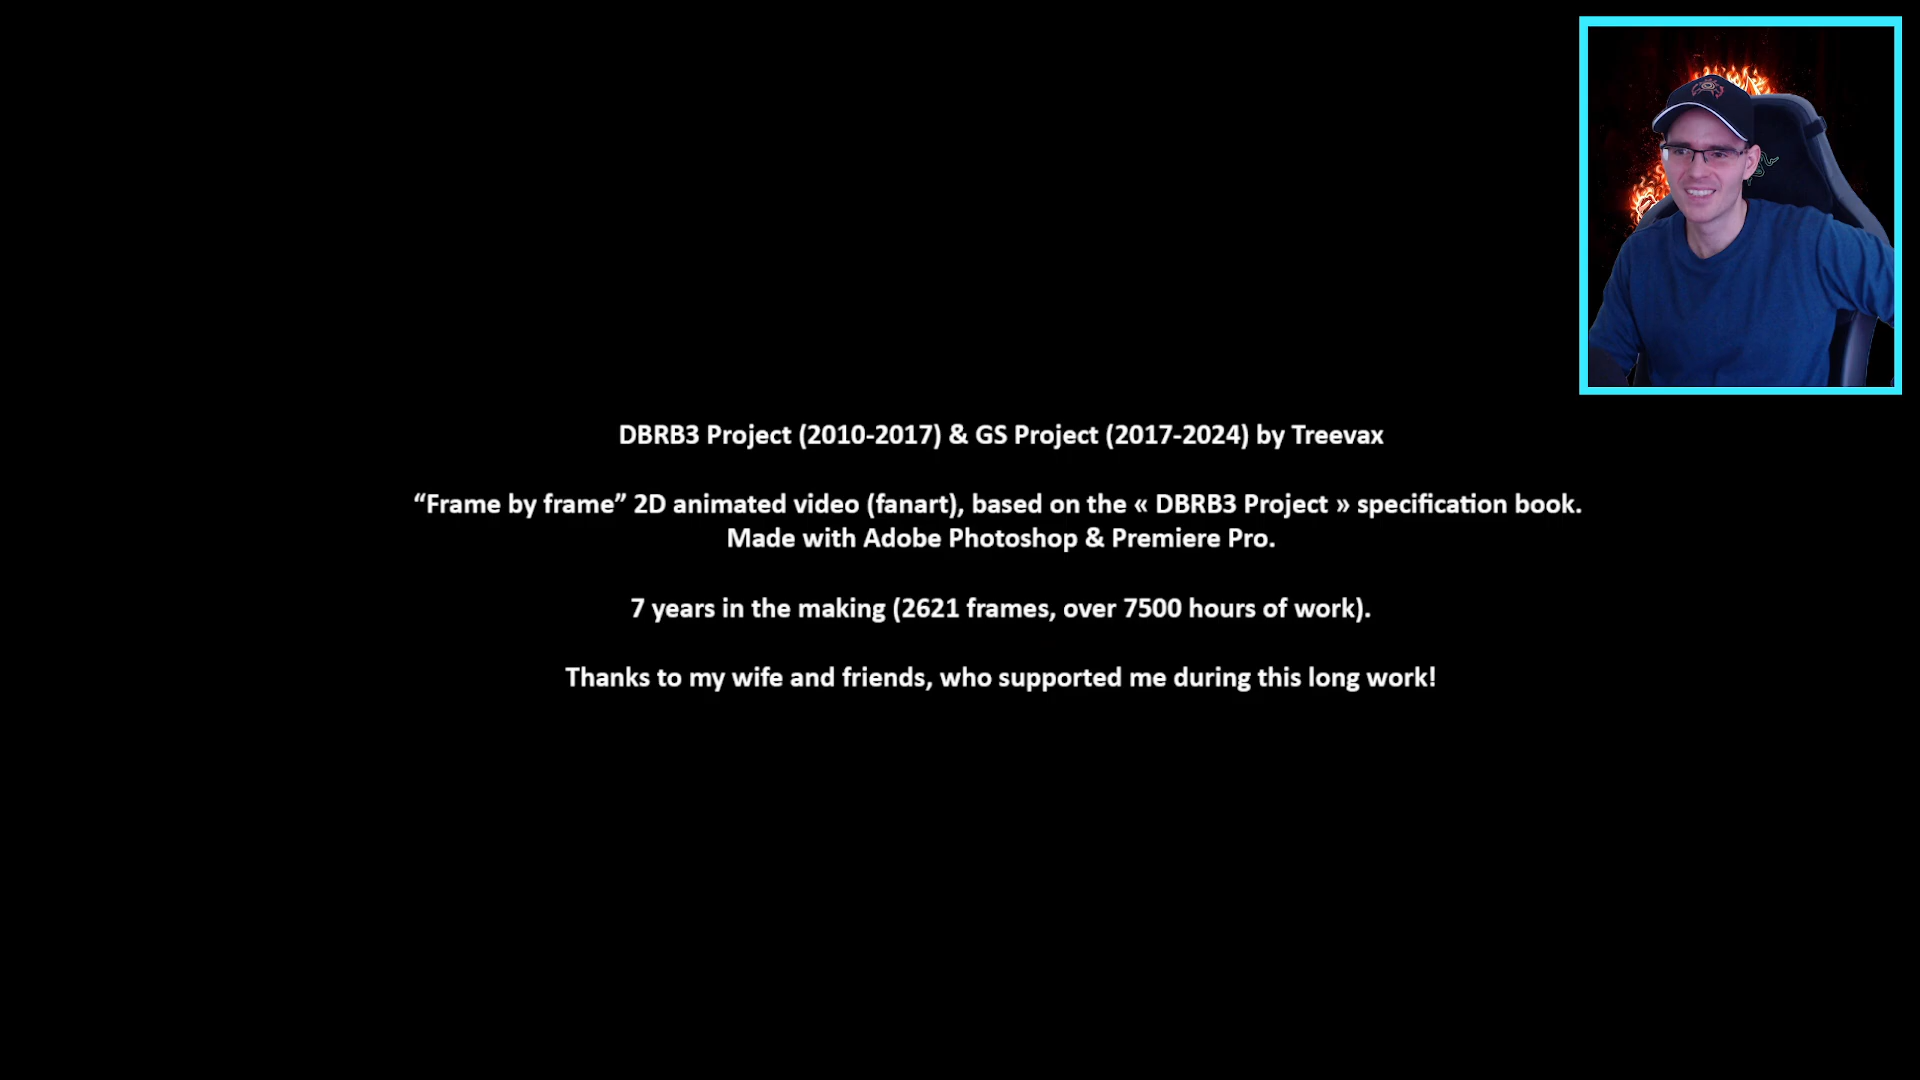 DBRB3 Project (2010-2017) & GS Project (2017-2024) by Treevax
“Frame by frame” 2D animated video (fanart), based on the « DBRB3 Project » specification book.
Made with Adobe Photoshop & Premiere Pro.
7 years in the making (2621 frames, over 7500 hours of work).
Thanks to my wife and friends, who supported me during this long work!